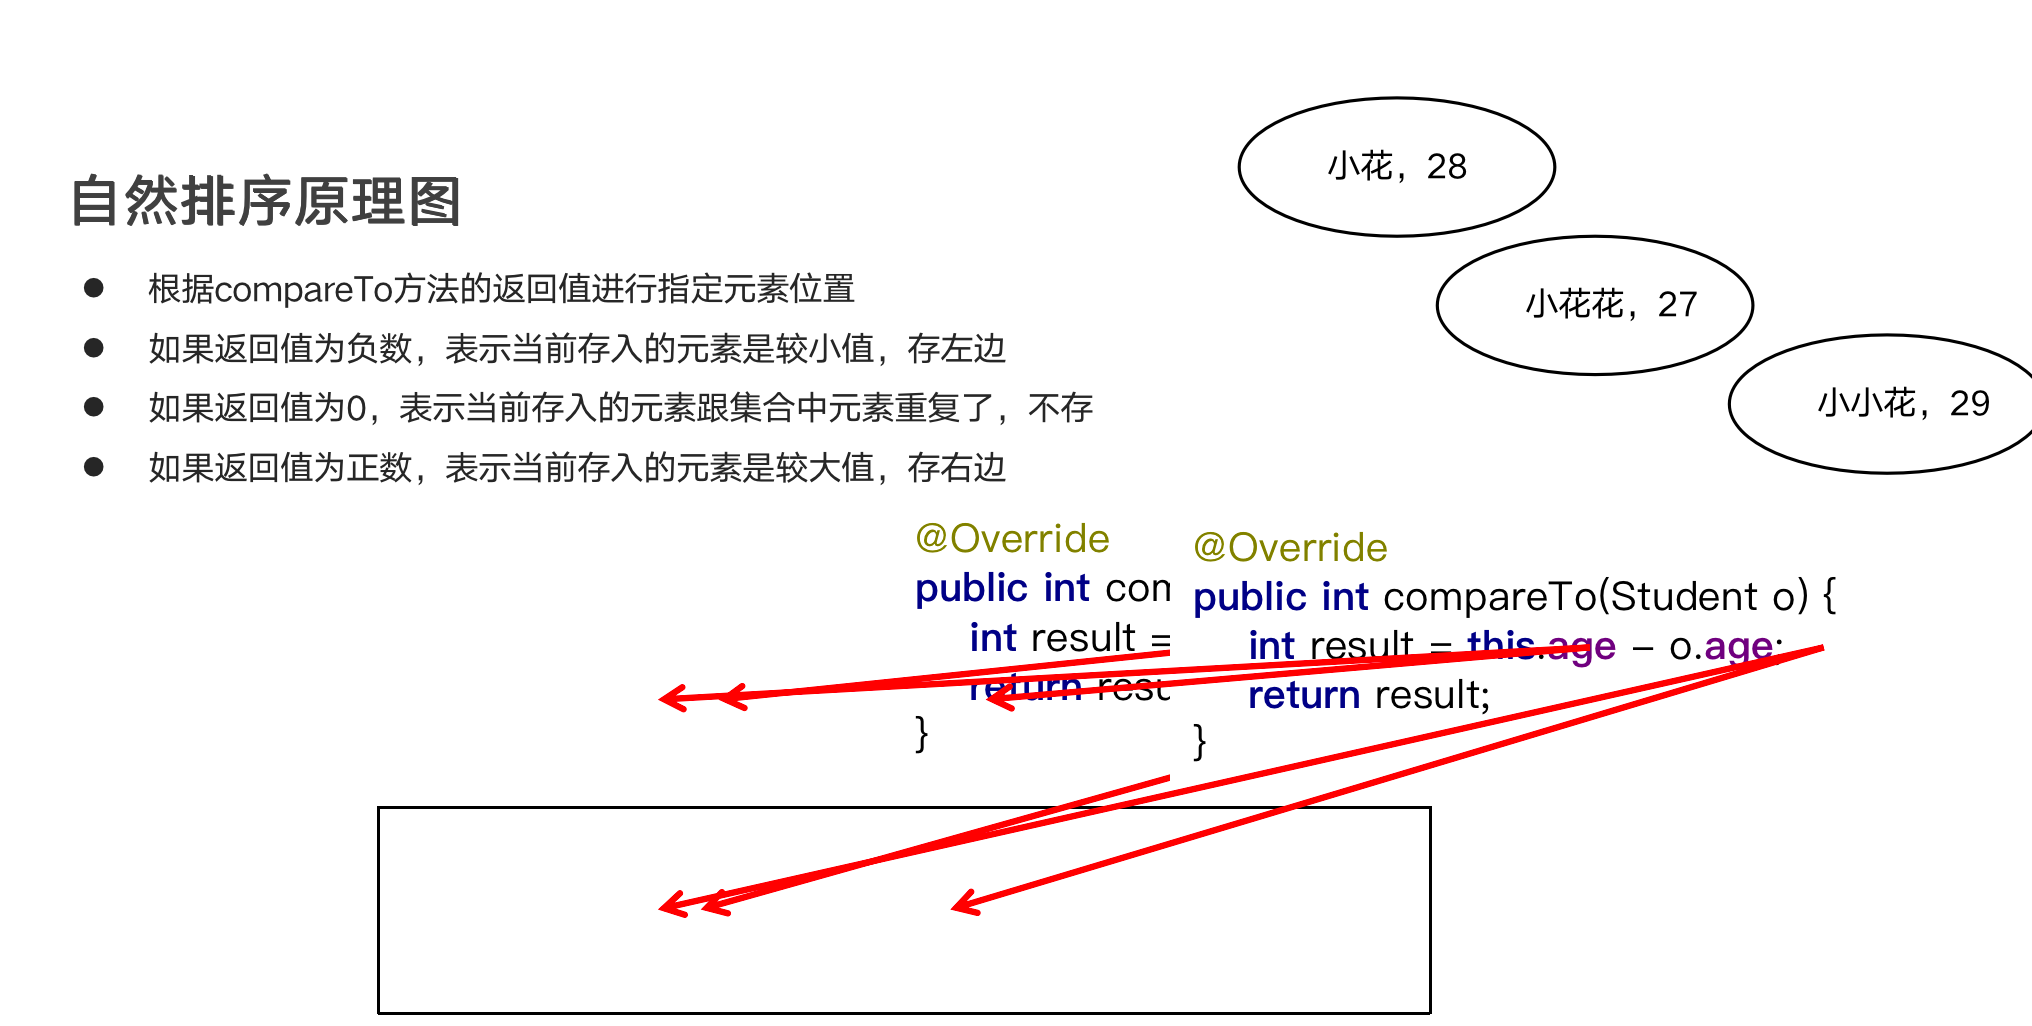 小花，28
自然排序原理图
小花花，27
● 根据compareTo方法的返回值进行指定元素位置
● 如果返回值为负数，表示当前存入的元素是较小值，存左边
小小花，29
● 如果返回值为0，表示当前存入的元素跟集合中元素重复了，不存
● 如果返回值为正数，表示当前存入的元素是较大值，存右边
@Override
public int com
int result =
return resu
}
@Override
public int compareTo(Student o) {
int result = this.age – o.age;
return result;
}